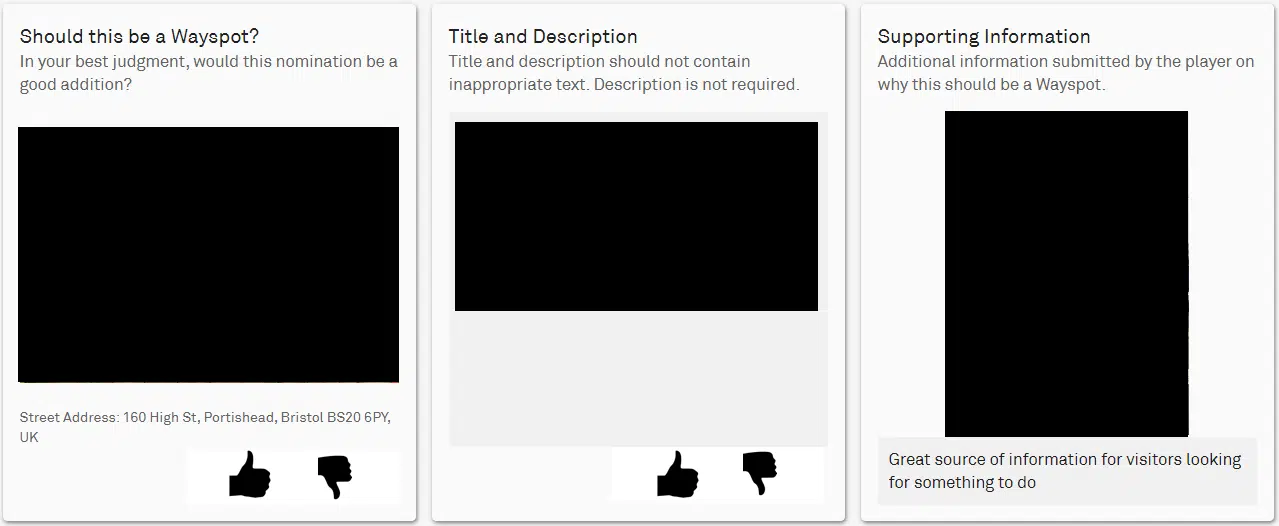 Should this be a Wayspot?
In your best judgment, would this nomination be a
good addition?
Street Address: 160 High St, Portishead, Bristol BS20 6PY,
UK
Title and Description
Title and description should not contain
inappropriate text. Description is not required.
Supporting Information
Additional information submitted by the player on
why this should be a Wayspot.
Great source of information for visitors looking
for something to do